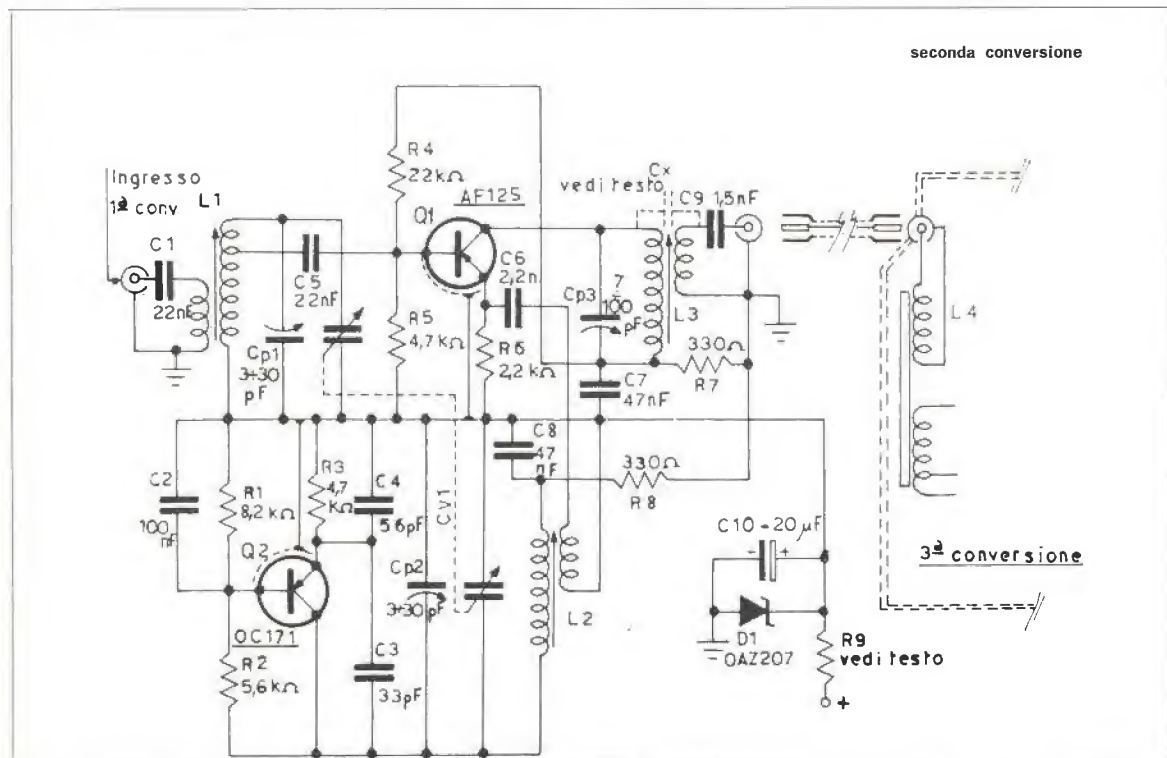 seconda conversione
Ingresso
1ª conv
L1
C1
22nF
Cp1
3÷30
pF
C5
22nF
R4
22kΩ
Q1
AF125
R5
4,7kΩ
C6
2,2n
R6
2,2kΩ
Cx
vedi testo
C9 1,5nF
Cp3
7
100
pF
L3
330Ω
R7
C7
47nF
L4
C2
100
nF
R1
8,2kΩ
Q2
OC171
R2
5,6kΩ
R3
4,7
kΩ
C4
56pF
C3
33pF
Cp2
3÷30pF
CV1
C8
47
nF
330Ω
R8
L2
C10-20µF
- +
D1
OAZ207
R9
vedi testo
+
3ª conversione